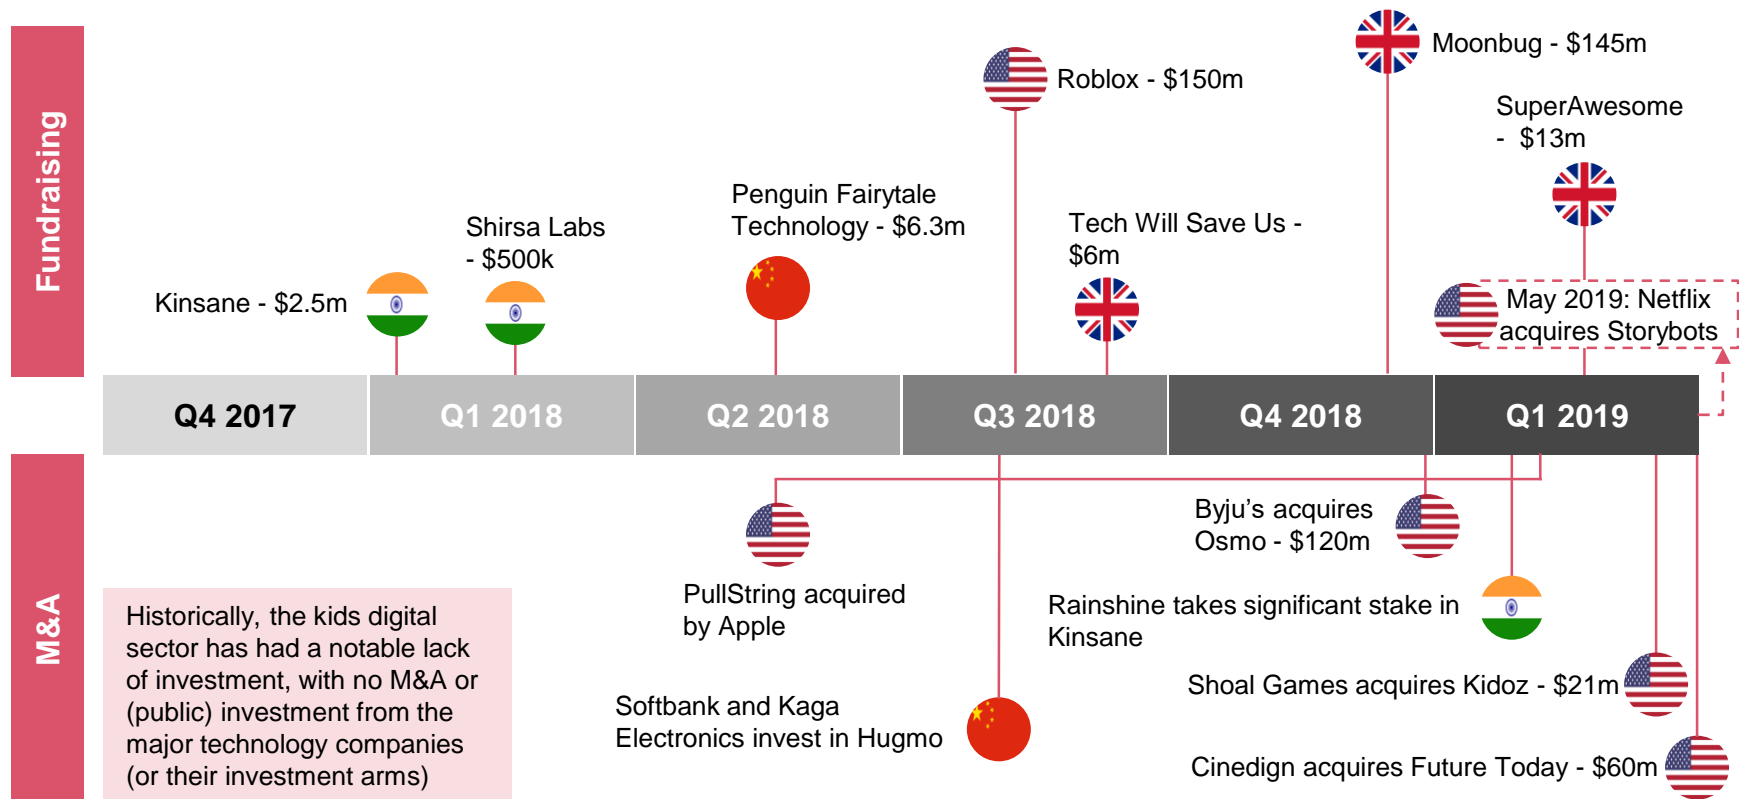 Fundraising
Moonbug - $145m
Roblox - $150m
SuperAwesome
- $13m
Penguin Fairytale
Technology - $6.3m
Shirsa Labs
- $500k
Tech Will Save Us -
$6m
Kinsane - $2.5m
May 2019: Netflix
acquires Storybots
Q4 2017
Q1 2018
Q2 2018
Q3 2018
Q4 2018
Q1 2019
M&A
Byju’s acquires
Osmo - $120m
PullString acquired
by Apple
Rainshine takes significant stake in
Kinsane
Historically, the kids digital
sector has had a notable lack
of investment, with no M&A or
(public) investment from the
major technology companies
(or their investment arms)
Shoal Games acquires Kidoz - $21m
Softbank and Kaga
Electronics invest in Hugmo
Cinedign acquires Future Today - $60m